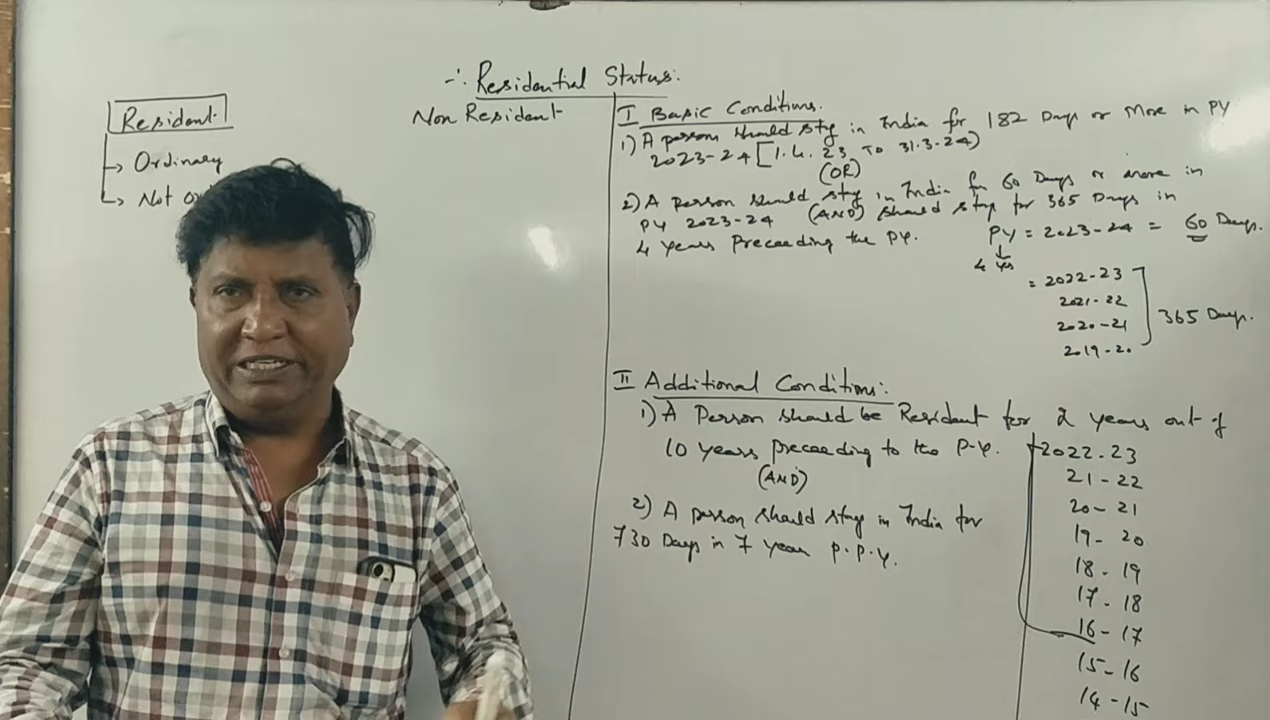 -: Residential Status:
Resident
→ Ordinary
→ Not
Non Resident
I Basic Conditions.
1) A person should stay in India for 182 Days or More in PY
2023-24 [1.4.23 TO 31.3.24)
(OR)
2) A person should stay in India for 60 Days or more in
PY 2023-24 (AND) should stay for 365 Days in
4 years Preceeding the PY.
PY = 2023-24 = 60 Days.
4 yrs
= 2022-23
2021-22
2020-21
2019-20
365 Days.
II Additional Conditions:
1) A Person should be Resident for 2 years out of
10 years preceeding to the P.Y.
(AND)
2) A person should stay in India for
730 Days in 7 year P.P.Y.
2022-23
21-22
20-21
19-20
18-19
17-18
16-17
15-16
14-15